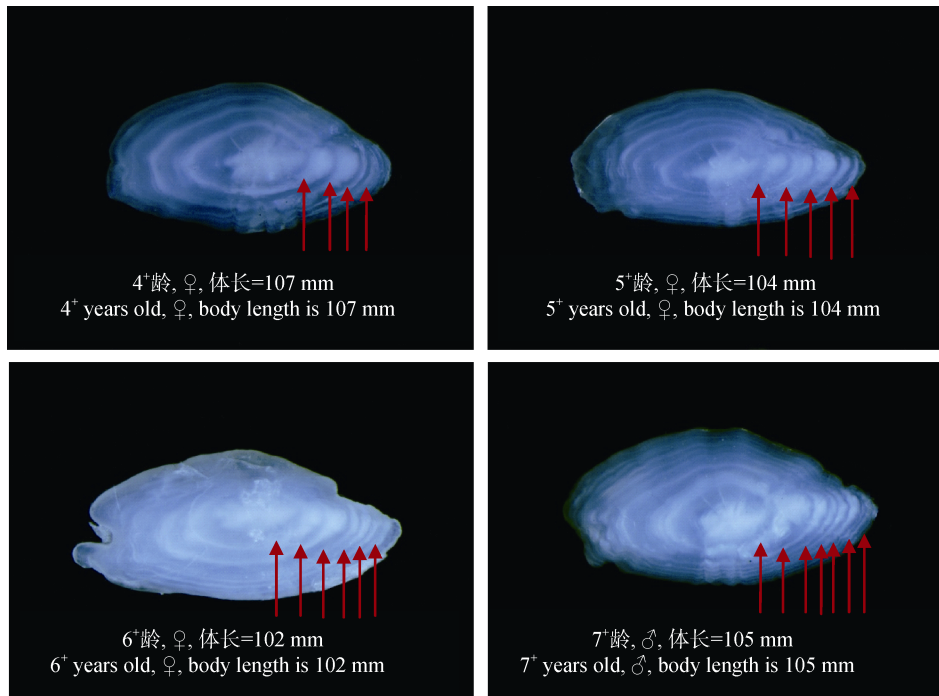 4⁺龄, ♀, 体长=107 mm
4⁺ years old, ♀, body length is 107 mm
5⁺龄, ♀, 体长=104 mm
5⁺ years old, ♀, body length is 104 mm
6⁺龄, ♀, 体长=102 mm
6⁺ years old, ♀, body length is 102 mm
7⁺龄, ♂, 体长=105 mm
7⁺ years old, ♂, body length is 105 mm